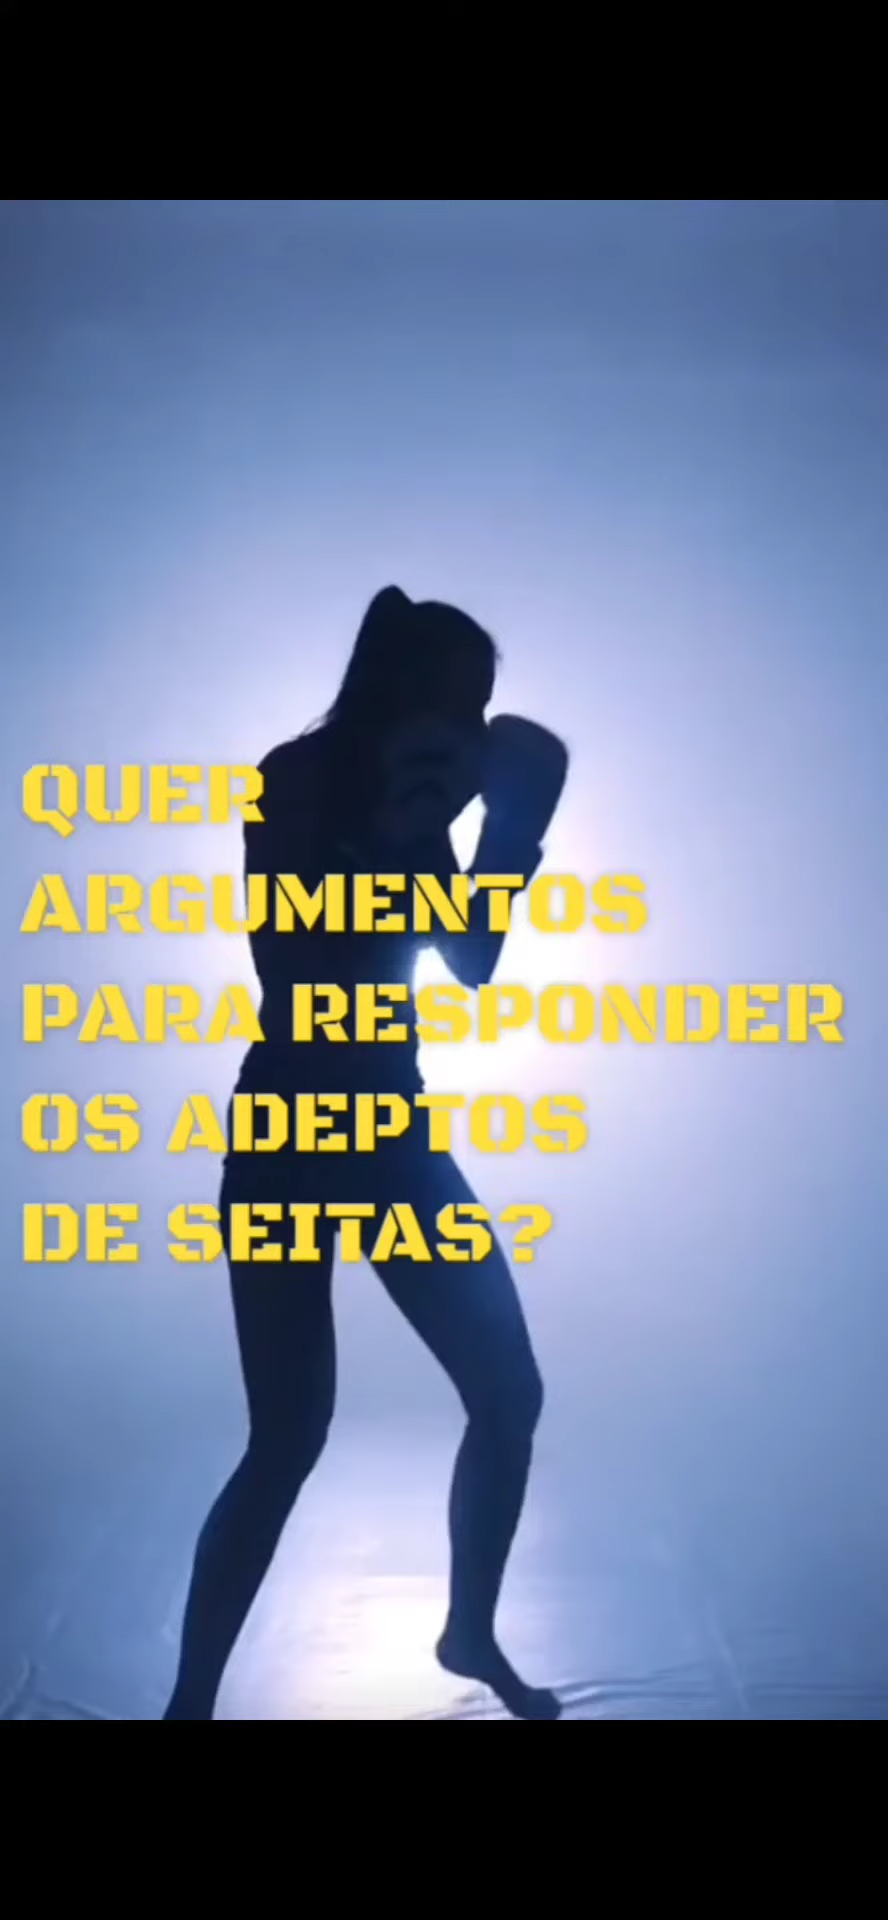 QUER
ARGUMENTOS
PARA RESPONDER
OS ADEPTOS
DE SEITAS?